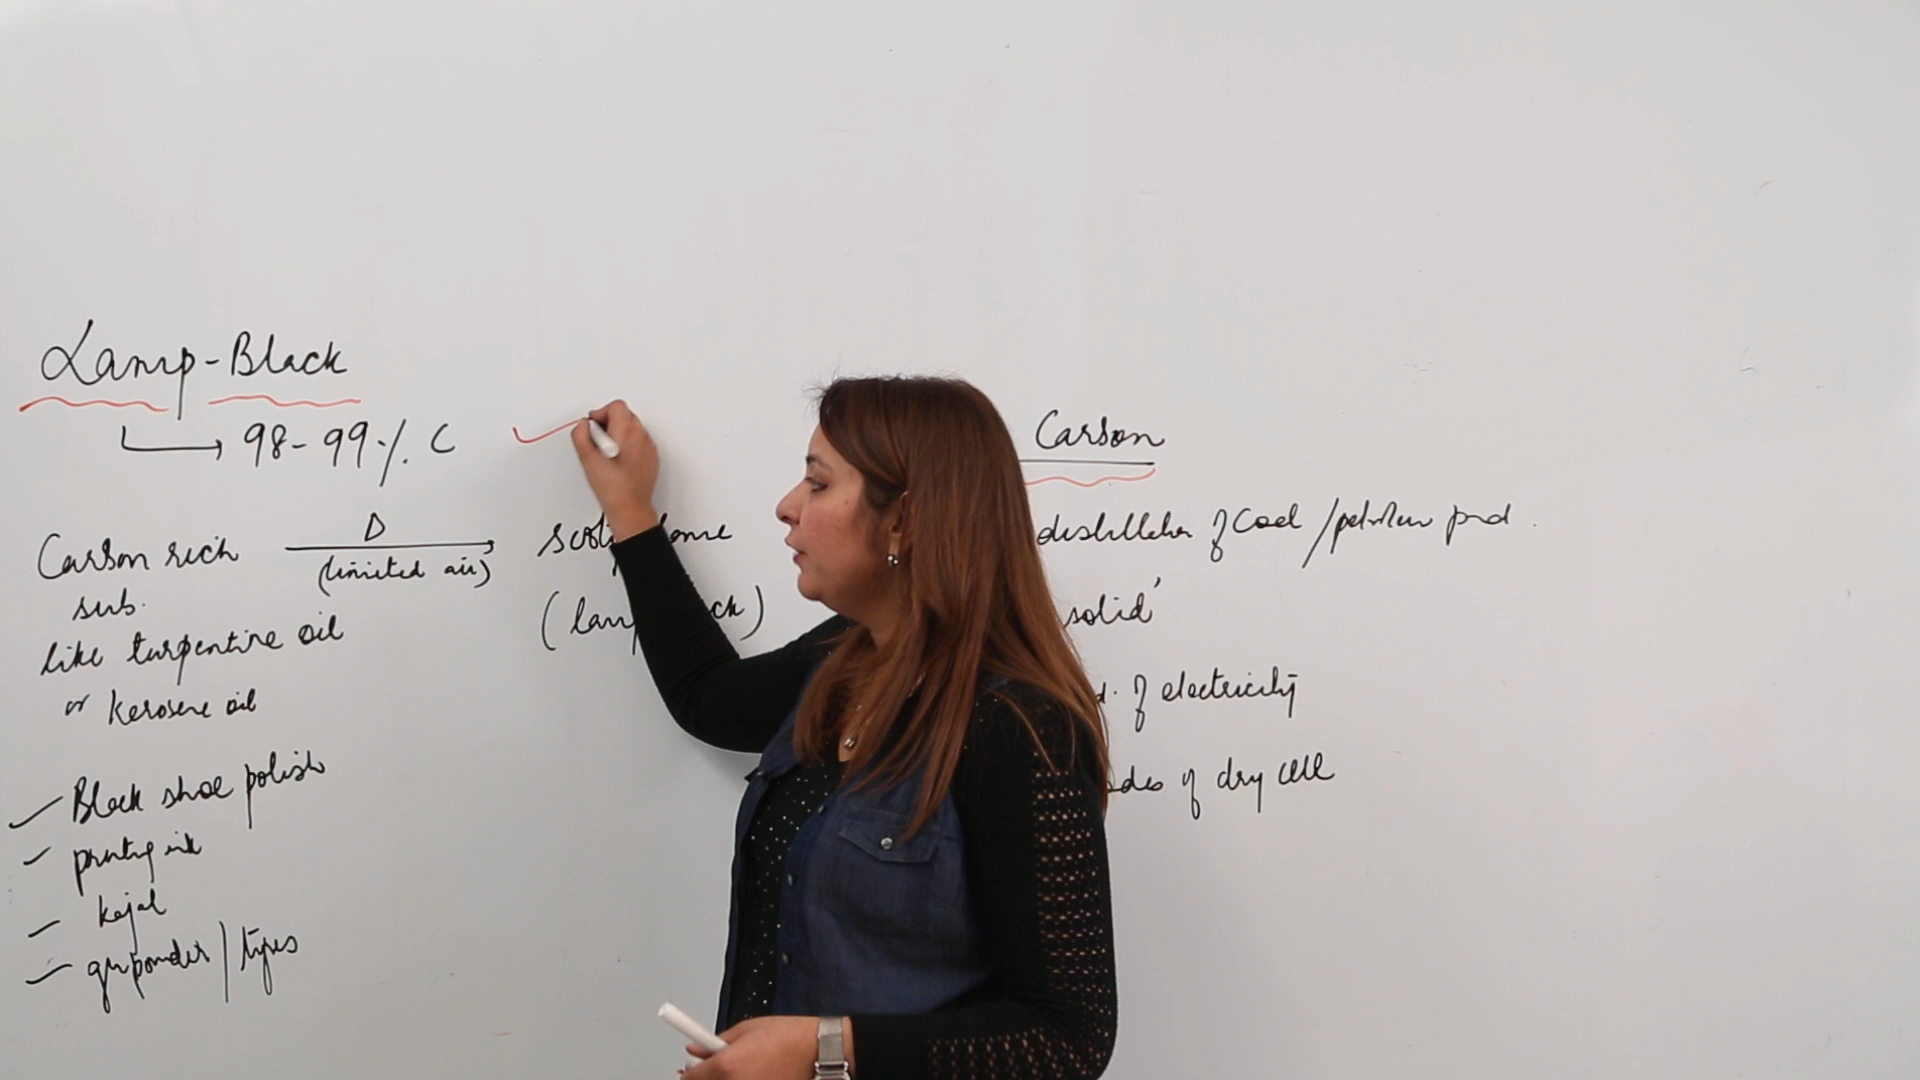 Lamp-Black
→ 98-99% C
Carbon rich Δ (limited air)
sub.
like turpentine oil
or Kerosene oil
Black shoe polish
printing ink
kajal
gunpowder / tyres
Carbon
distillation of Coal / petroleum prod.
solid'
d. of electricity
of dry cell